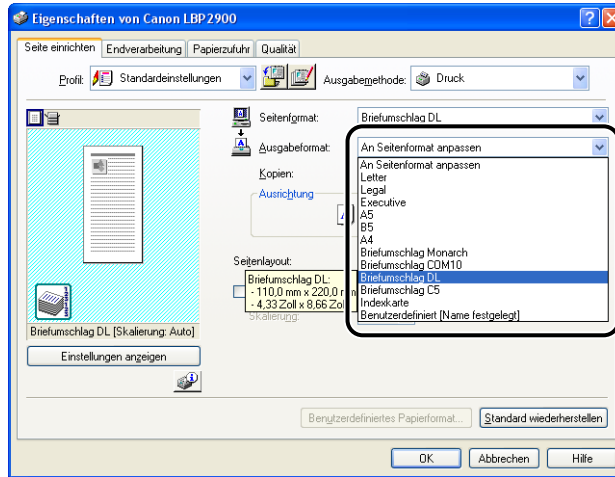 Eigenschaften von Canon LBP2900
Seite einrichten Endverarbeitung Papierzufuhr Qualität
Profil: Standardeinstellungen Ausgabemethode: Druck
Seitenformat: Briefumschlag DL
Ausgabeformat: An Seitenformat anpassen
An Seitenformat anpassen
Letter
Legal
Executive
A5
B5
A4
Briefumschlag Monarch
Briefumschlag COM10
Briefumschlag DL
Briefumschlag C5
Indexkarte
Benutzerdefiniert [Name festgelegt]
Kopien:
Ausrichtung
Seitenlayout:
Briefumschlag DL:
- 110,0 mm x 220,0
- 4,33 Zoll x 8,66
Skalierung:
Briefumschlag DL [Skalierung: Auto]
Einstellungen anzeigen
Benutzerdefiniertes Papierformat... Standard wiederherstellen
OK Abbrechen Hilfe